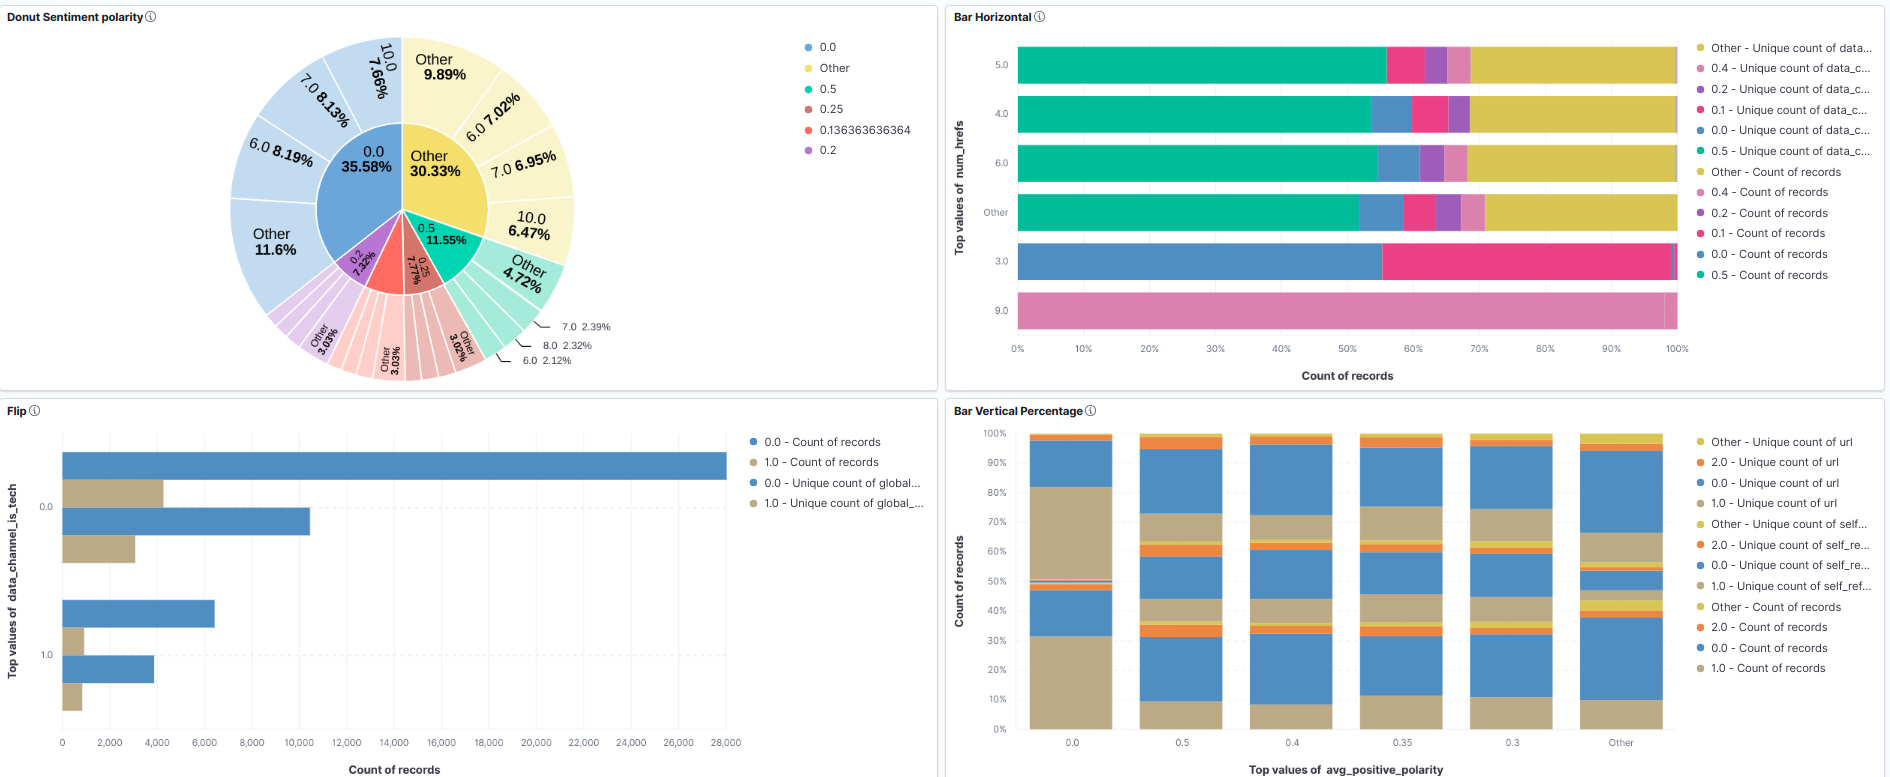 Donut Sentiment polarity
10.0
7.66%
Other
9.89%
7.0 8.13%
6.0 7.02%
6.0 8.19%
0.0
35.58%
Other
30.33%
7.0 6.95%
Other
11.6%
10.0
6.47%
0.5
11.55%
0.2
7.32%
0.25
7.77%
Other
4.72%
Other
3.03%
Other
3.03%
Other
3.02%
7.0 2.39%
8.0 2.32%
6.0 2.12%
0.0
Other
0.5
0.25
0.136363636364
0.2
Bar Horizontal
Top values of num_hrefs
5.0
4.0
6.0
Other
3.0
9.0
0% 10% 20% 30% 40% 50% 60% 70% 80% 90% 100%
Count of records
Other - Unique count of data...
0.4 - Unique count of data_c...
0.2 - Unique count of data_c...
0.1 - Unique count of data_c...
0.0 - Unique count of data_c...
0.5 - Unique count of data_c...
Other - Count of records
0.4 - Count of records
0.2 - Count of records
0.1 - Count of records
0.0 - Count of records
0.5 - Count of records
Flip
Top values of data_channel_is_tech
0.0
1.0
0 2,000 4,000 6,000 8,000 10,000 12,000 14,000 16,000 18,000 20,000 22,000 24,000 26,000 28,000
Count of records
0.0 - Count of records
1.0 - Count of records
0.0 - Unique count of global...
1.0 - Unique count of global_...
Bar Vertical Percentage
Count of records
100%
90%
80%
70%
60%
50%
40%
30%
20%
10%
0%
0.0 0.5 0.4 0.35 0.3 Other
Top values of avg_positive_polarity
Other - Unique count of url
2.0 - Unique count of url
0.0 - Unique count of url
1.0 - Unique count of url
Other - Unique count of self...
2.0 - Unique count of self_re...
0.0 - Unique count of self_re...
1.0 - Unique count of self_ref...
Other - Count of records
2.0 - Count of records
0.0 - Count of records
1.0 - Count of records